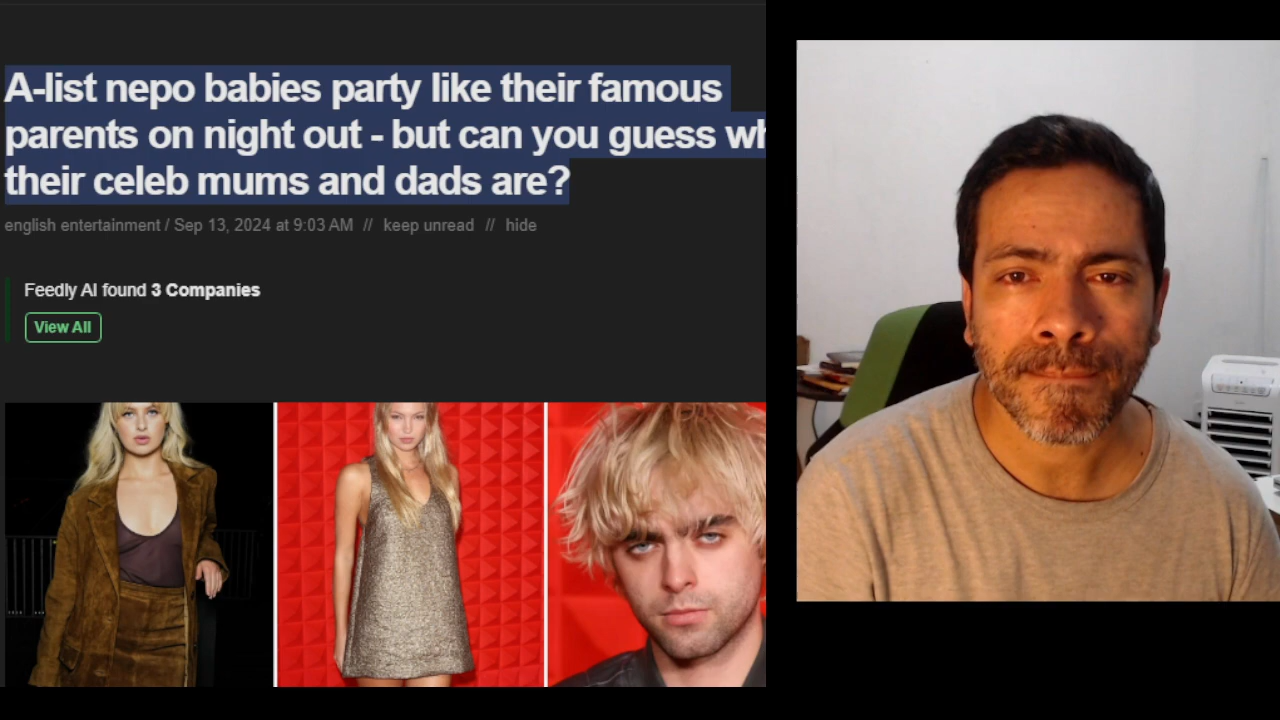 A-list nepo babies party like their famous
parents on night out - but can you guess wh
their celeb mums and dads are?
english entertainment / Sep 13, 2024 at 9:03 AM // keep unread // hide
Feedly AI found 3 Companies
View All